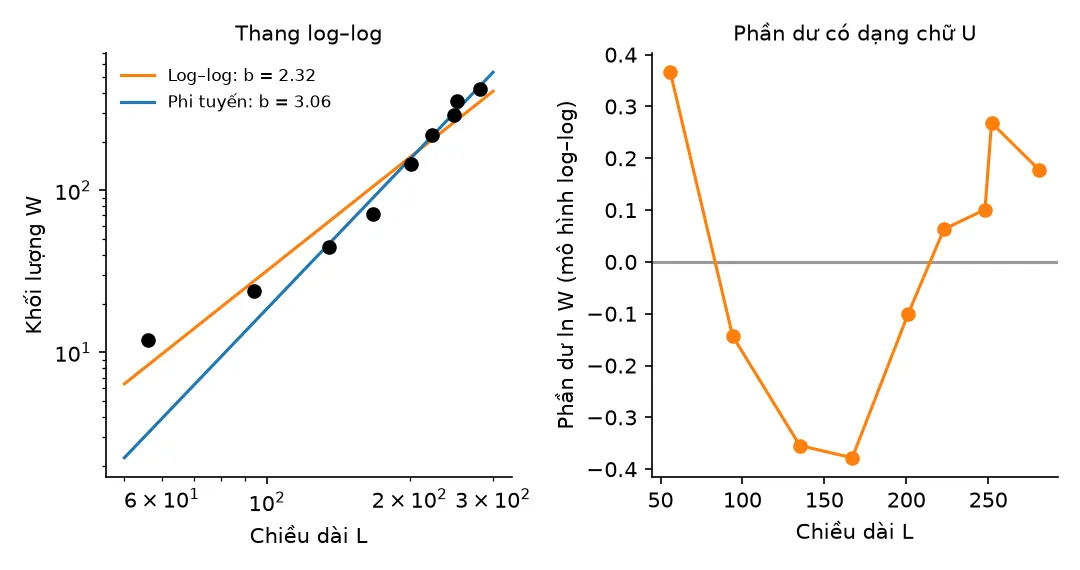 Thang log–log
Log–log: b = 2.32
Phi tuyến: b = 3.06
Khối lượng W
10²
10¹
6 × 10¹
10²
2 × 10²
3 × 10²
Chiều dài L
Phần dư có dạng chữ U
Phần dư ln W (mô hình log–log)
0.4
0.3
0.2
0.1
0.0
−0.1
−0.2
−0.3
−0.4
50
100
150
200
250
Chiều dài L